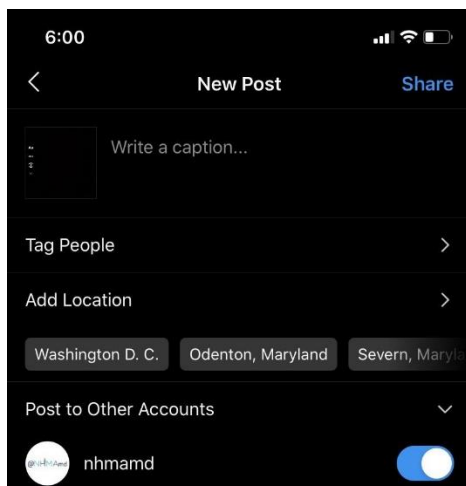 6:00
New Post
Share
Write a caption...
Tag People
Add Location
Washington D. C.
Odenton, Maryland
Severn, Maryla
Post to Other Accounts
@NHMAmd
nhmamd